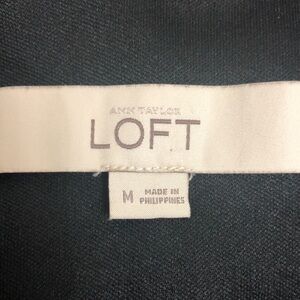 ANN TAYLOR
LOFT
M
MADE IN
PHILIPPINES